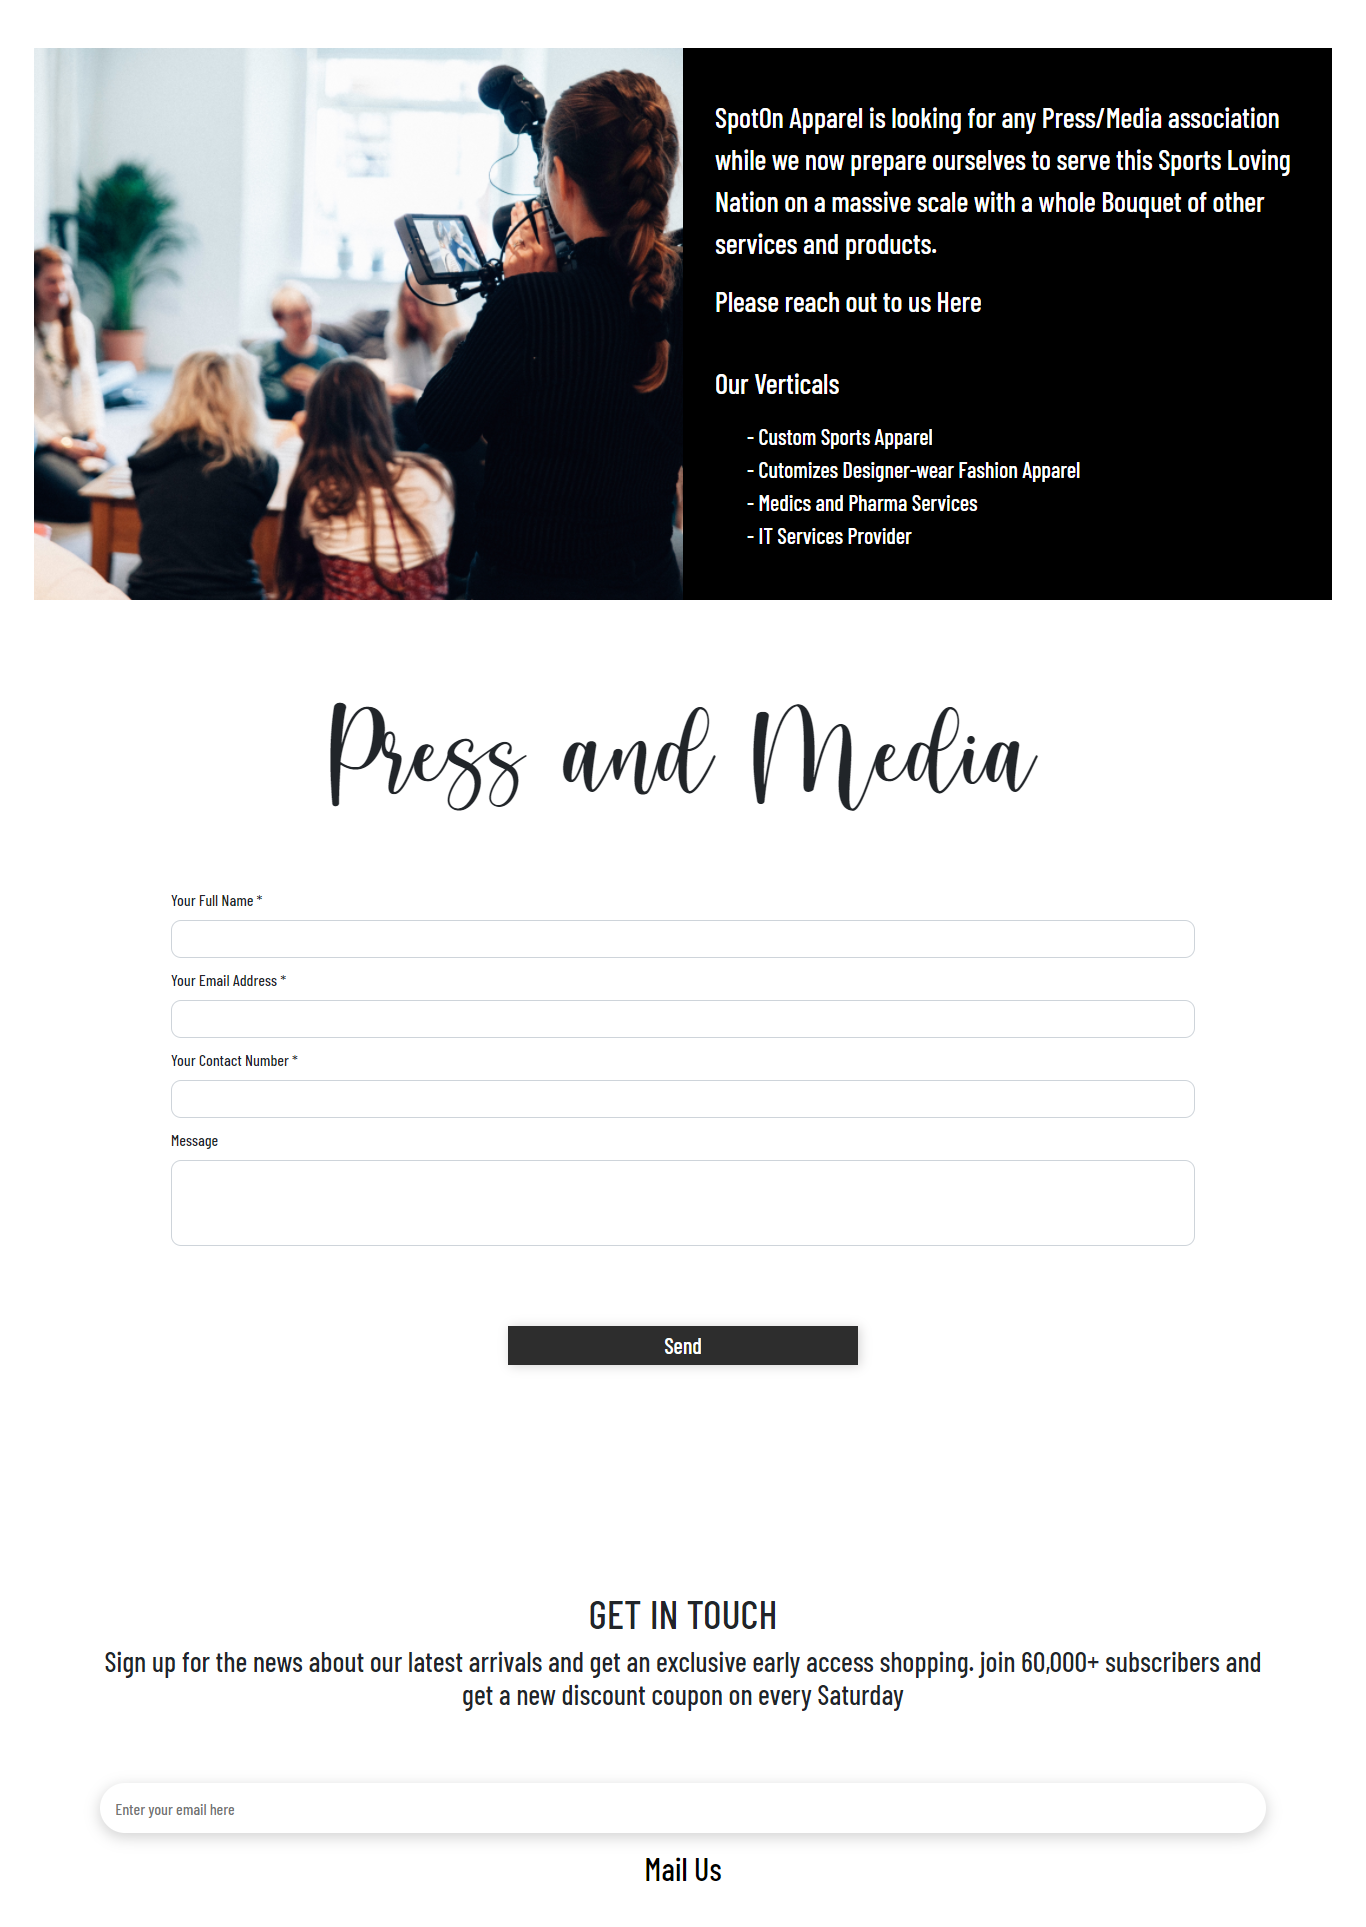 SpotOn Apparel is looking for any Press/Media association
while we now prepare ourselves to serve this Sports Loving
Nation on a massive scale with a whole Bouquet of other
services and products.
Please reach out to us Here
Our Verticals
- Custom Sports Apparel
- Cutomizes Designer-wear Fashion Apparel
- Medics and Pharma Services
- IT Services Provider
Press and Media
Your Full Name *
Your Email Address *
Your Contact Number *
Message
Send
GET IN TOUCH
Sign up for the news about our latest arrivals and get an exclusive early access shopping. join 60,000+ subscribers and
get a new discount coupon on every Saturday
Enter your email here
Mail Us